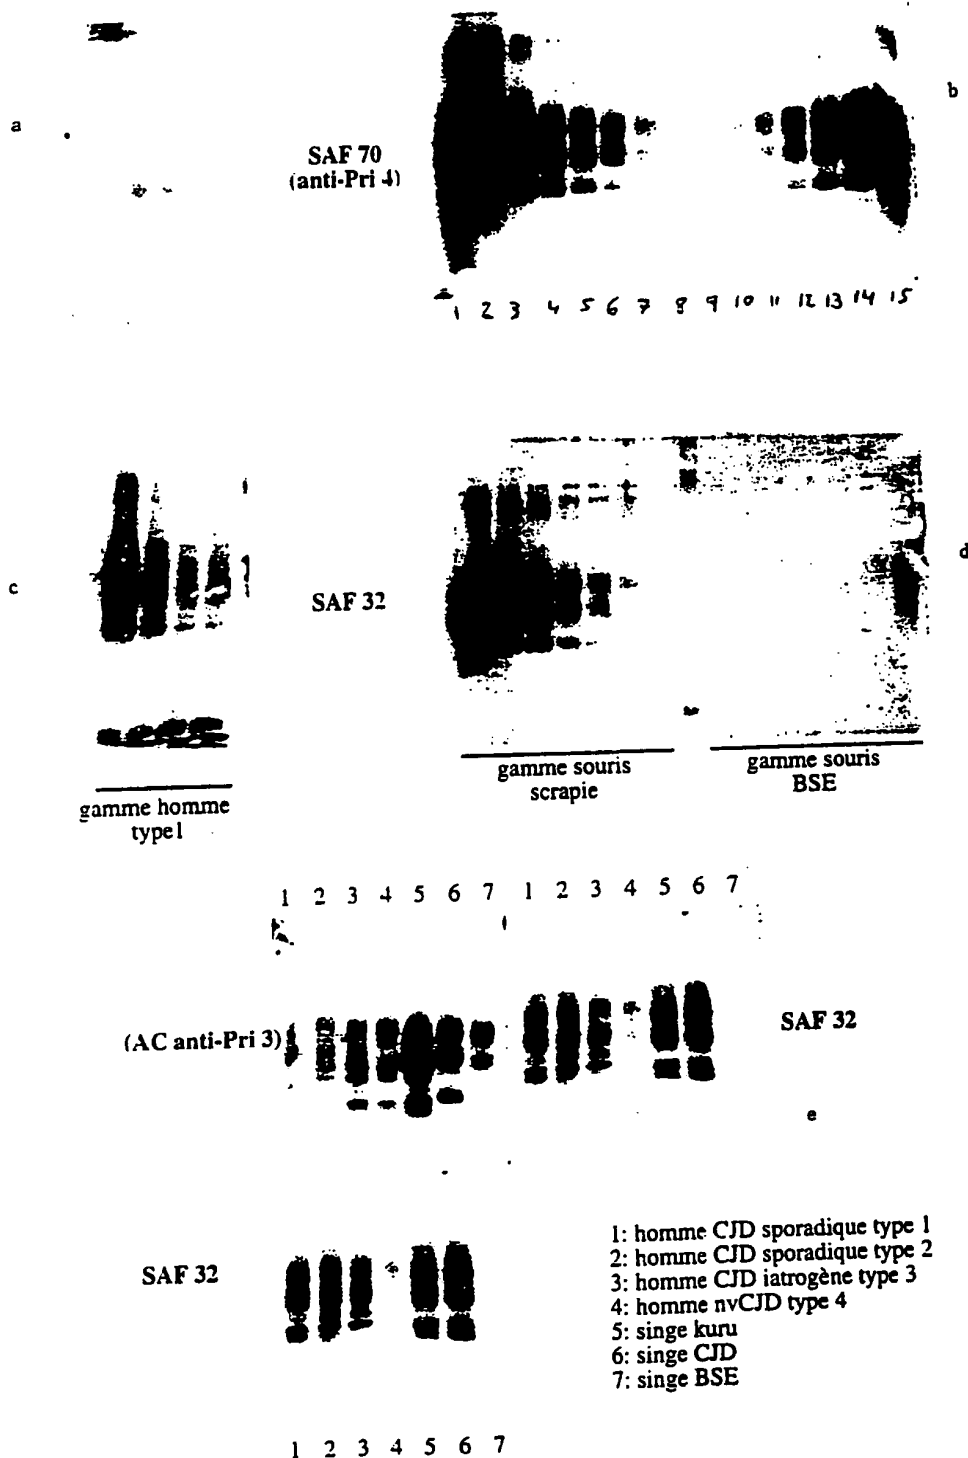 a
b
SAF 70
(anti-Pri 4)
1 2 3 4 5 6 7 8 9 10 11 12 13 14 15
c
d
SAF 32
gamme homme
type1
gamme souris
scrapie
gamme souris
BSE
1 2 3 4 5 6 7 1 2 3 4 5 6 7
(AC anti-Pri 3)
SAF 32
e
SAF 32
1: homme CJD sporadique type 1
2: homme CJD sporadique type 2
3: homme CJD iatrogène type 3
4: homme nvCJD type 4
5: singe kuru
6: singe CJD
7: singe BSE
1 2 3 4 5 6 7